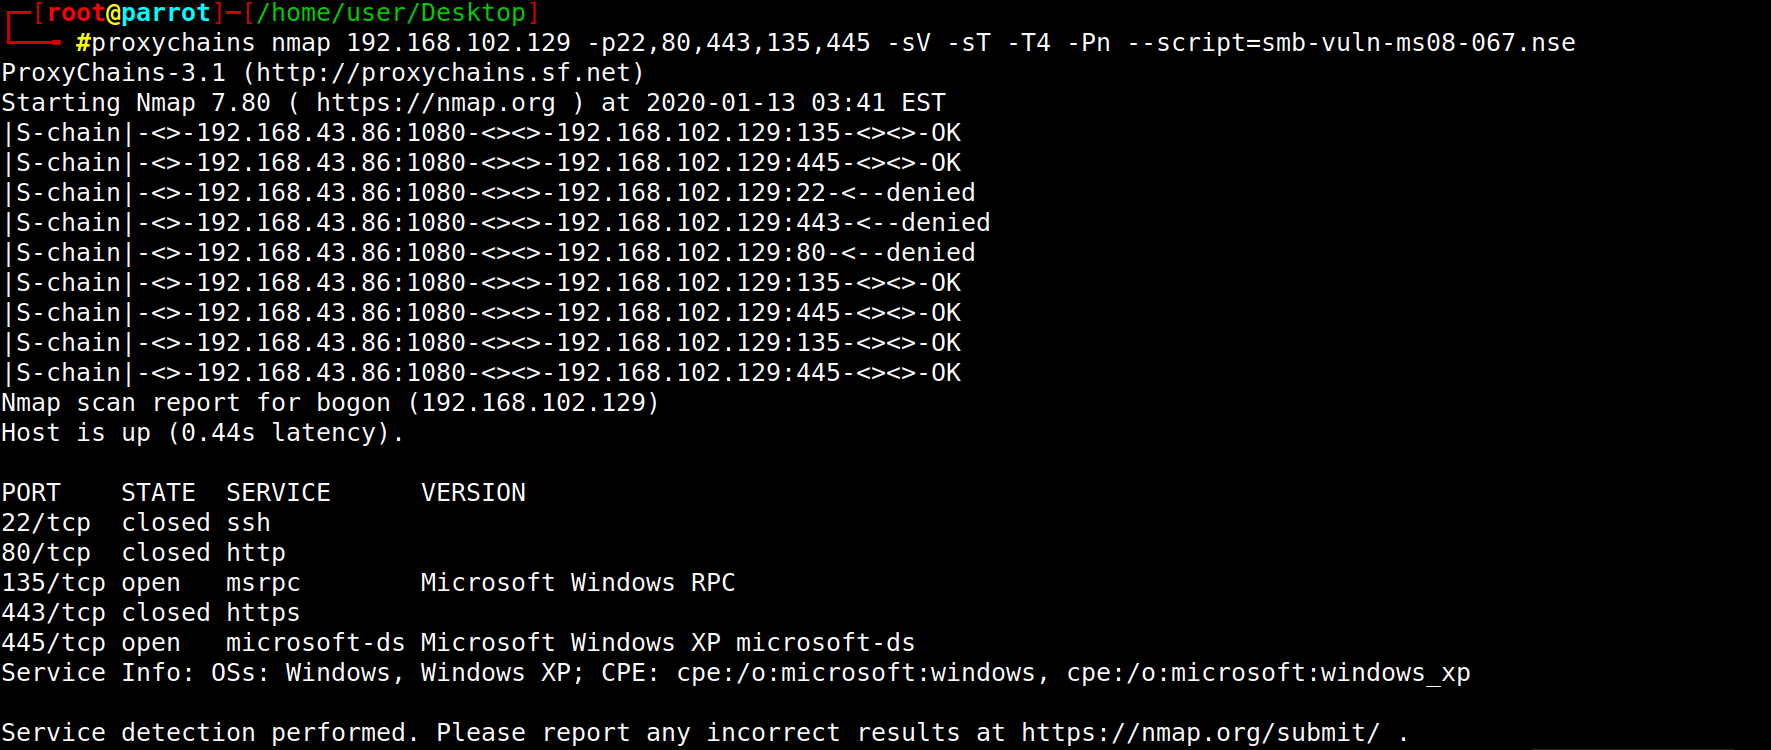 ┌─[root@parrot]─[/home/user/Desktop]
└──╼ #proxychains nmap 192.168.102.129 -p22,80,443,135,445 -sV -sT -T4 -Pn --script=smb-vuln-ms08-067.nse
ProxyChains-3.1 (http://proxychains.sf.net)
Starting Nmap 7.80 ( https://nmap.org ) at 2020-01-13 03:41 EST
|S-chain|-<>-192.168.43.86:1080-<><>-192.168.102.129:135-<><>-OK
|S-chain|-<>-192.168.43.86:1080-<><>-192.168.102.129:445-<><>-OK
|S-chain|-<>-192.168.43.86:1080-<><>-192.168.102.129:22-<--denied
|S-chain|-<>-192.168.43.86:1080-<><>-192.168.102.129:443-<--denied
|S-chain|-<>-192.168.43.86:1080-<><>-192.168.102.129:80-<--denied
|S-chain|-<>-192.168.43.86:1080-<><>-192.168.102.129:135-<><>-OK
|S-chain|-<>-192.168.43.86:1080-<><>-192.168.102.129:445-<><>-OK
|S-chain|-<>-192.168.43.86:1080-<><>-192.168.102.129:135-<><>-OK
|S-chain|-<>-192.168.43.86:1080-<><>-192.168.102.129:445-<><>-OK
Nmap scan report for bogon (192.168.102.129)
Host is up (0.44s latency).

PORT    STATE  SERVICE      VERSION
22/tcp  closed ssh
80/tcp  closed http
135/tcp open   msrpc        Microsoft Windows RPC
443/tcp closed https
445/tcp open   microsoft-ds Microsoft Windows XP microsoft-ds
Service Info: OSs: Windows, Windows XP; CPE: cpe:/o:microsoft:windows, cpe:/o:microsoft:windows_xp

Service detection performed. Please report any incorrect results at https://nmap.org/submit/ .